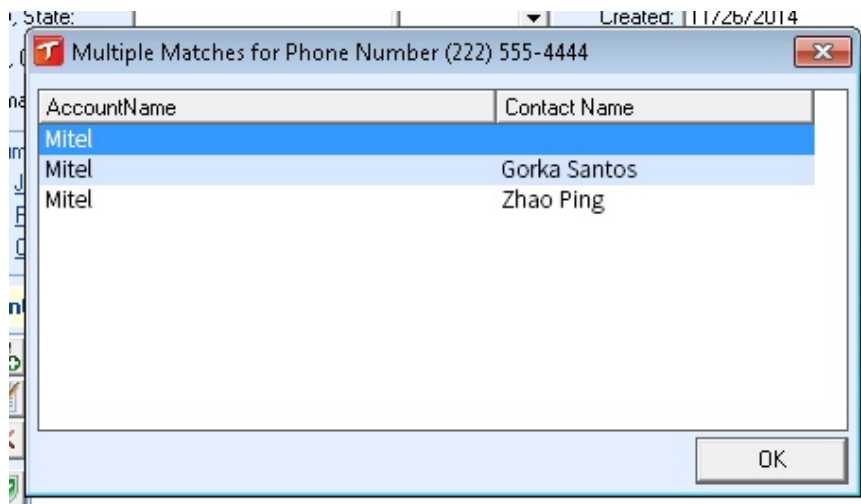 State:
Created: 11/26/2014
Multiple Matches for Phone Number (222) 555-4444
AccountName Contact Name
Mitel
Mitel Gorka Santos
Mitel Zhao Ping
OK